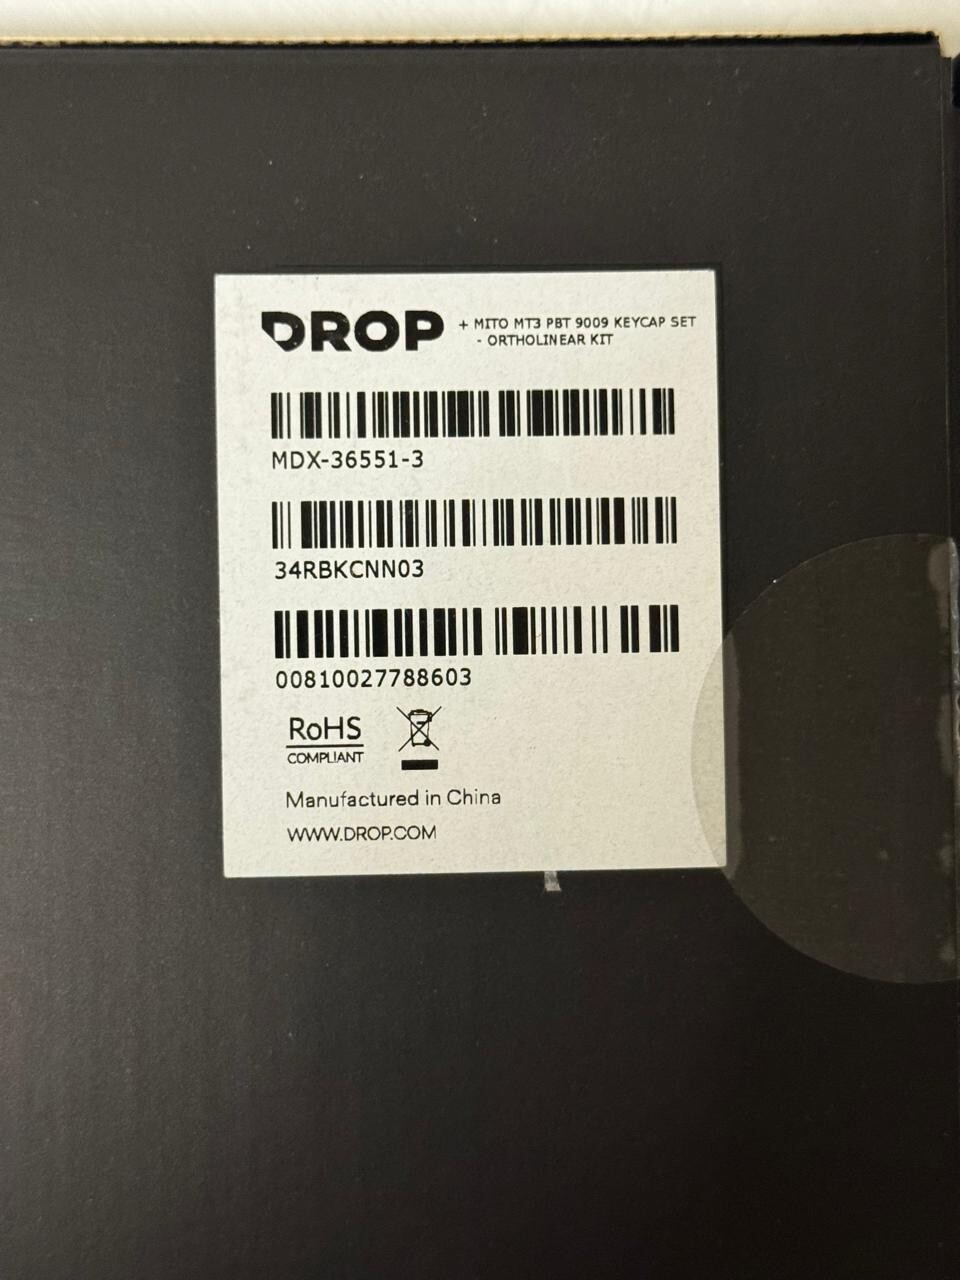 DROP + MITO MT3 PBT 9009 KEYCAP SET
- ORTHOLINEAR KIT
MDX-36551-3
34RBKCNN03
00810027788603
RoHS
COMPLIANT
Manufactured in China
WWW.DROP.COM